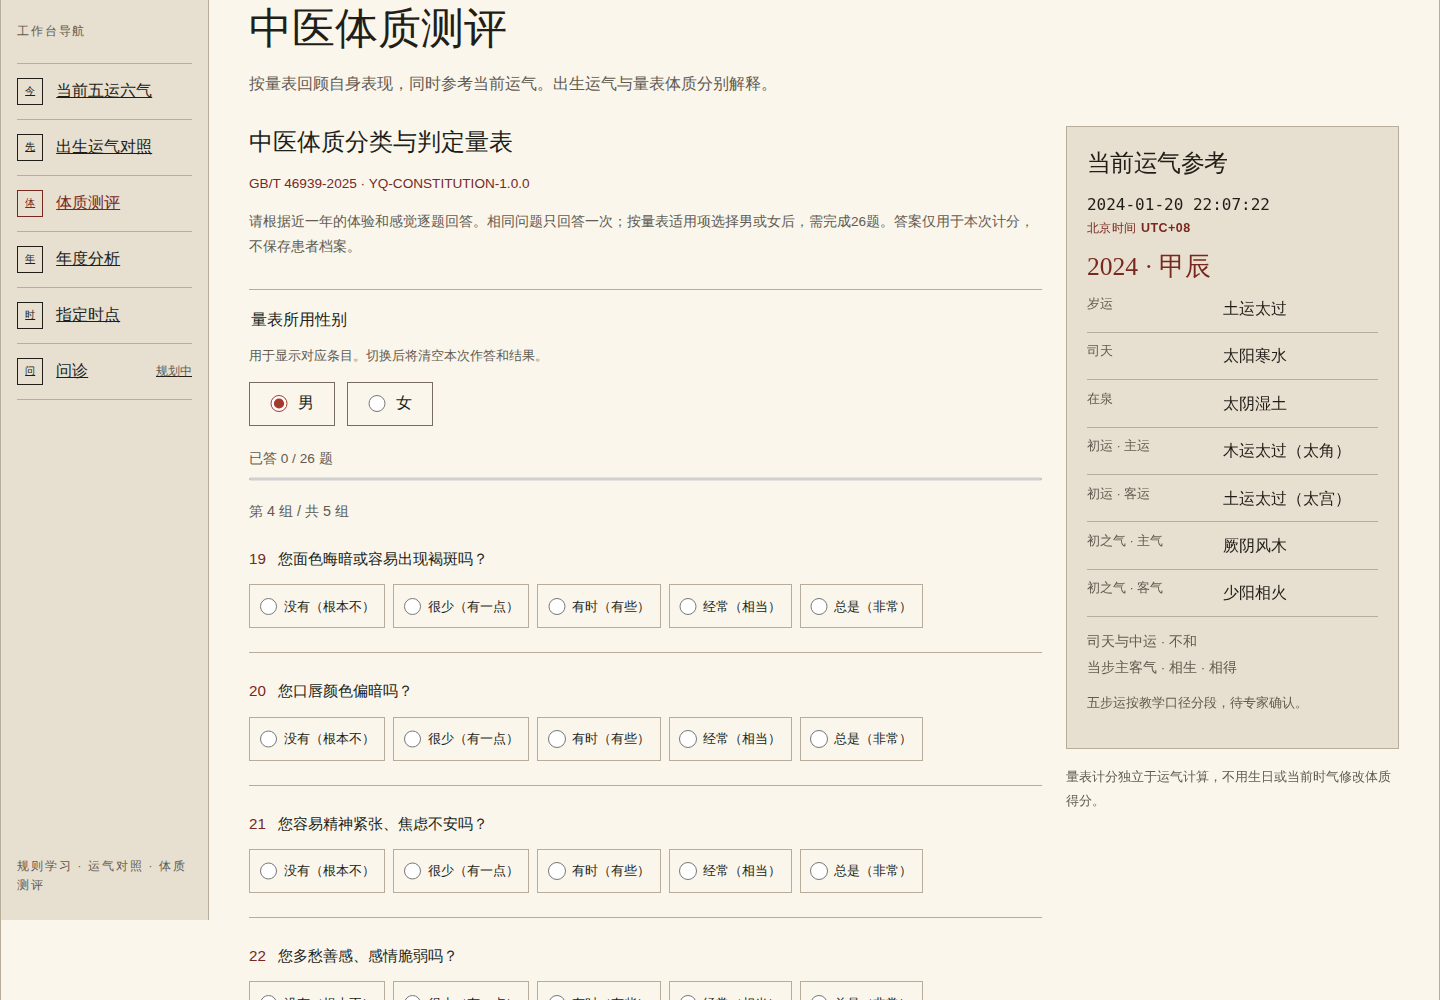 工作台导航
今 当前五运六气
先 出生运气对照
体 体质测评
年 年度分析
时 指定时点
问 问诊 规划中
规则学习 · 运气对照 · 体质
测评
中医体质测评
按量表回顾自身表现，同时参考当前运气。出生运气与量表体质分别解释。
中医体质分类与判定量表
GB/T 46939-2025 · YQ-CONSTITUTION-1.0.0
请根据近一年的体验和感觉逐题回答。相同问题只回答一次；按量表适用项选择男或女后，需完成26题。答案仅用于本次计分，
不保存患者档案。
量表所用性别
用于显示对应条目。切换后将清空本次作答和结果。
男 女
已答 0 / 26 题
第 4 组 / 共 5 组
19 您面色晦暗或容易出现褐斑吗？
没有（根本不） 很少（有一点） 有时（有些） 经常（相当） 总是（非常）
20 您口唇颜色偏暗吗？
没有（根本不） 很少（有一点） 有时（有些） 经常（相当） 总是（非常）
21 您容易精神紧张、焦虑不安吗？
没有（根本不） 很少（有一点） 有时（有些） 经常（相当） 总是（非常）
22 您多愁善感、感情脆弱吗？
没有（根本不） 很少（有一点） 有时（有些） 经常（相当） 总是（非常）
当前运气参考
2024-01-20 22:07:22
北京时间 UTC+08
2024 · 甲辰
岁运 土运太过
司天 太阳寒水
在泉 太阴湿土
初运 · 主运 木运太过（太角）
初运 · 客运 土运太过（太宫）
初之气 · 主气 厥阴风木
初之气 · 客气 少阳相火
司天与中运 · 不和
当步主客气 · 相生 · 相得
五步运按教学口径分段，待专家确认。
量表计分独立于运气计算，不用生日或当前时气修改体质
得分。